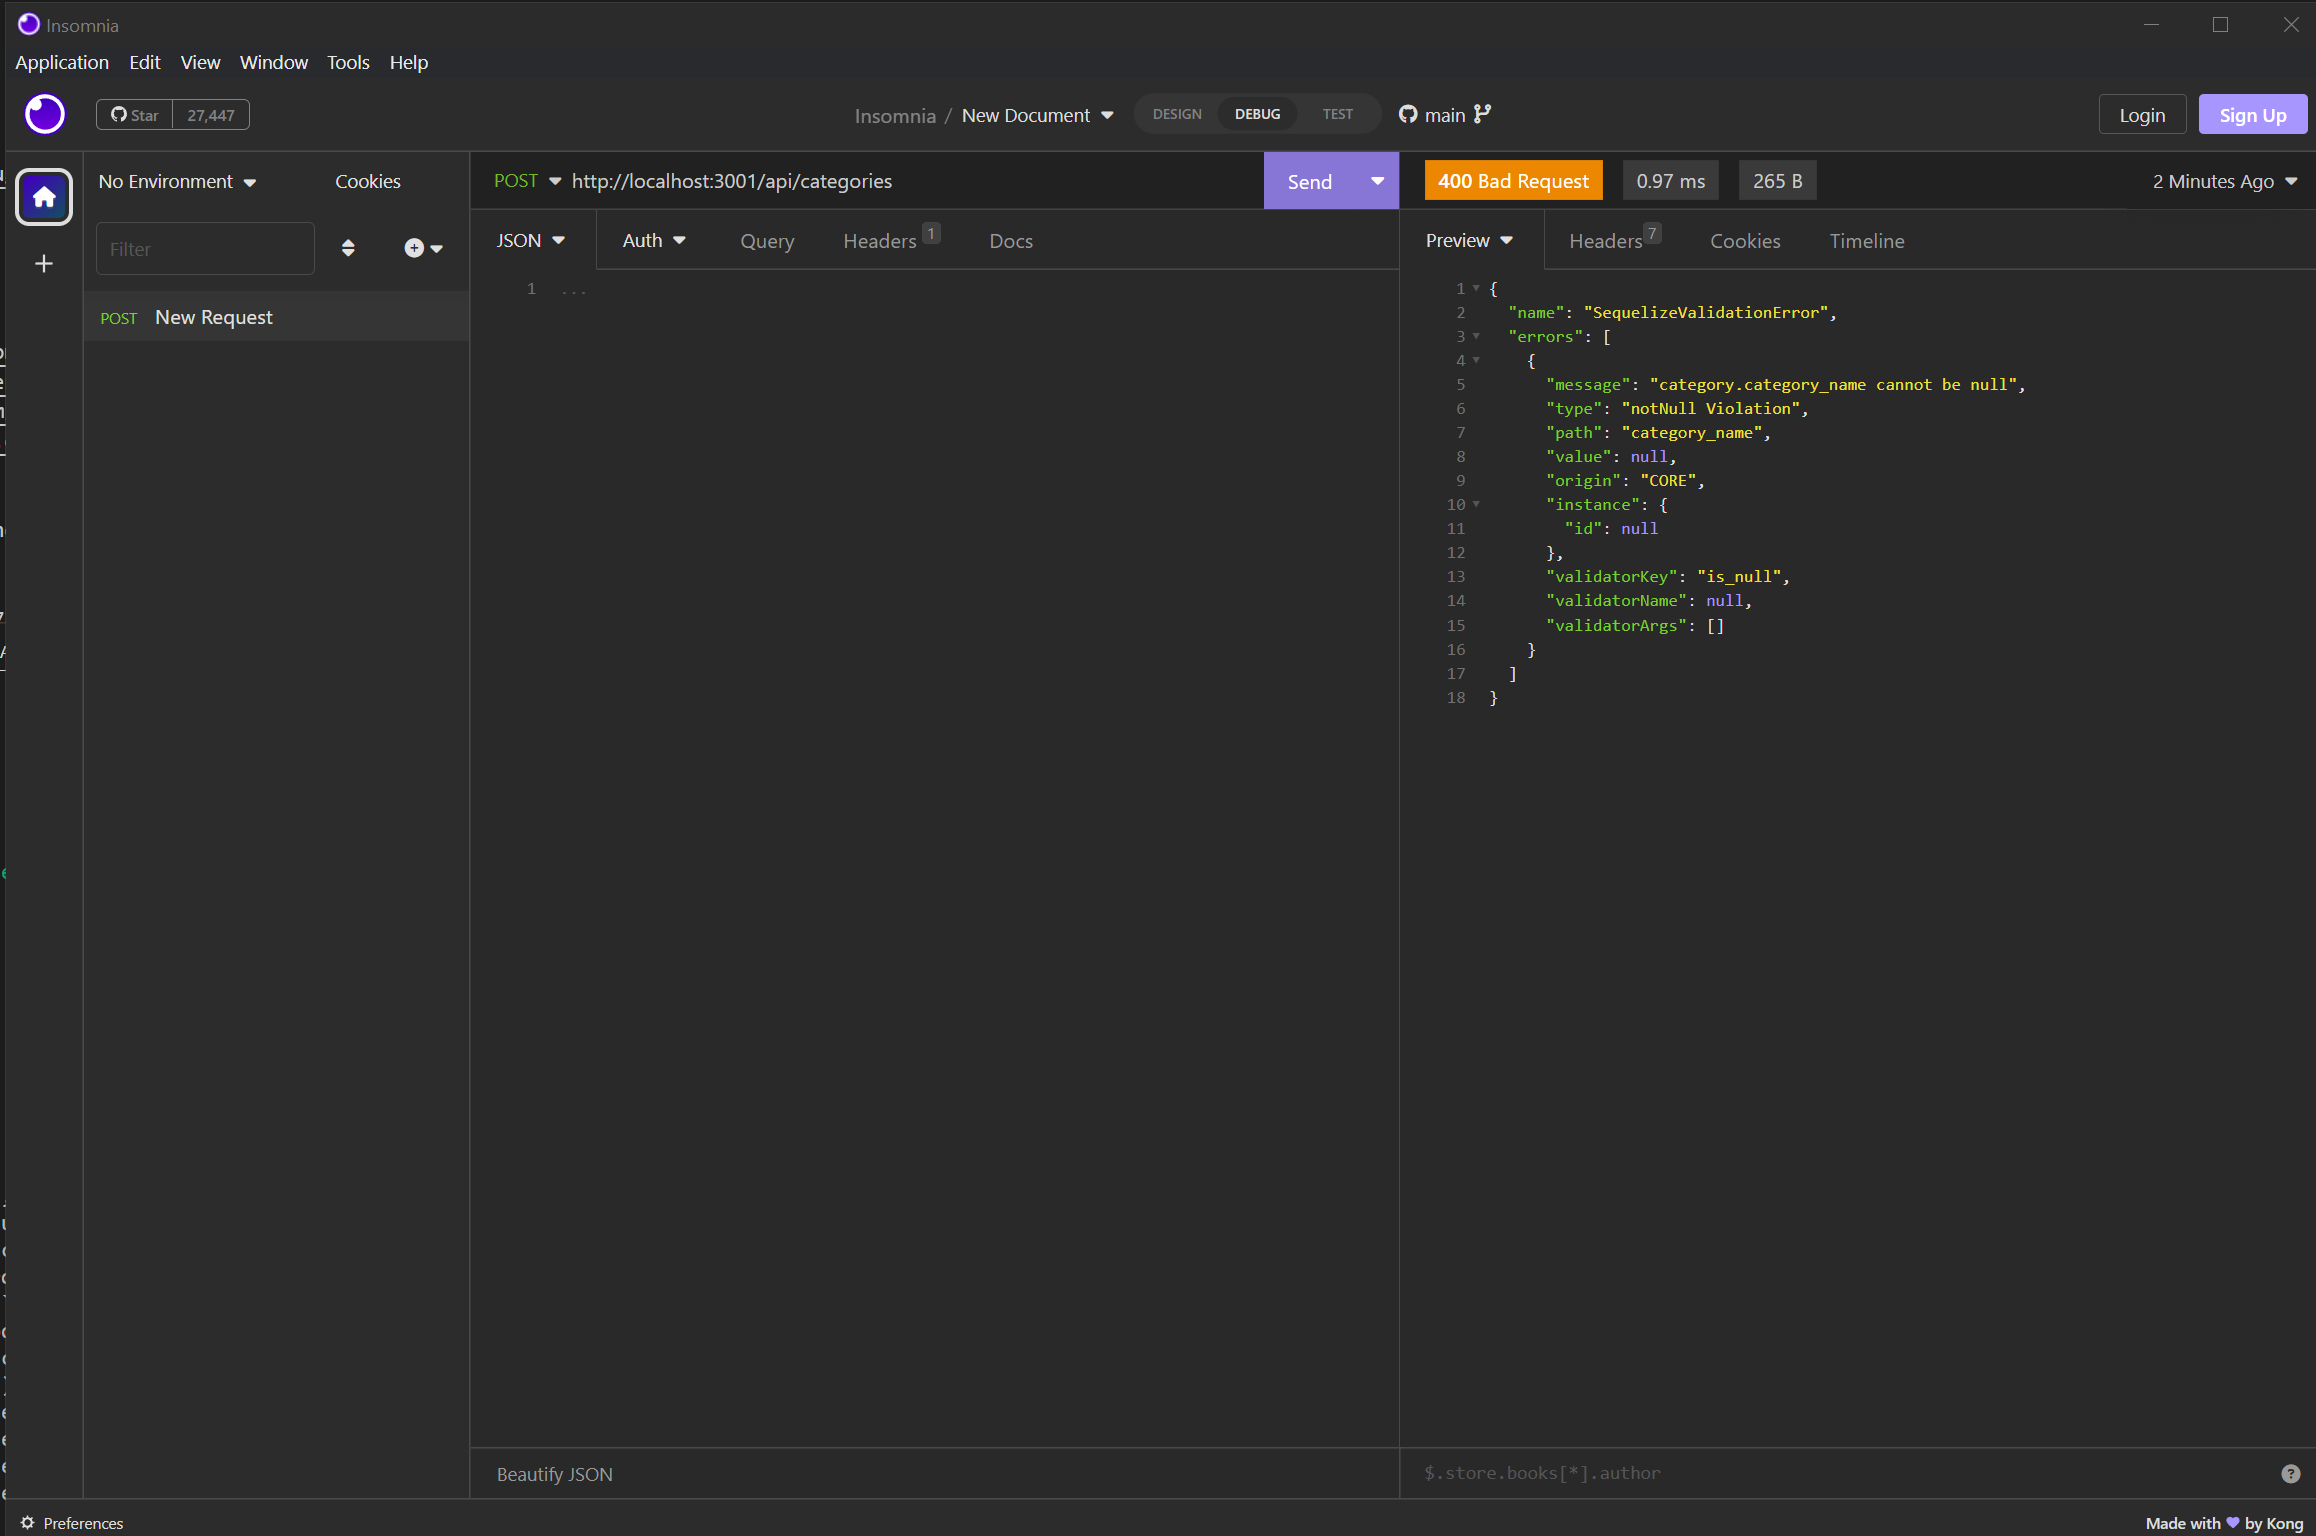 Insomnia
Application Edit View Window Tools Help
Star 27,447
Insomnia / New Document DESIGN DEBUG TEST main
Login Sign Up
No Environment Cookies
Filter
POST New Request
POST http://localhost:3001/api/categories Send
JSON Auth Query Headers 1 Docs
1 ...
Beautify JSON
400 Bad Request 0.97 ms 265 B 2 Minutes Ago
Preview Headers 7 Cookies Timeline
1 {
2 "name": "SequelizeValidationError",
3 "errors": [
4 {
5 "message": "category.category_name cannot be null",
6 "type": "notNull Violation",
7 "path": "category_name",
8 "value": null,
9 "origin": "CORE",
10 "instance": {
11 "id": null
12 },
13 "validatorKey": "is_null",
14 "validatorName": null,
15 "validatorArgs": []
16 }
17 ]
18 }
$.store.books[*].author
Preferences
Made with by Kong